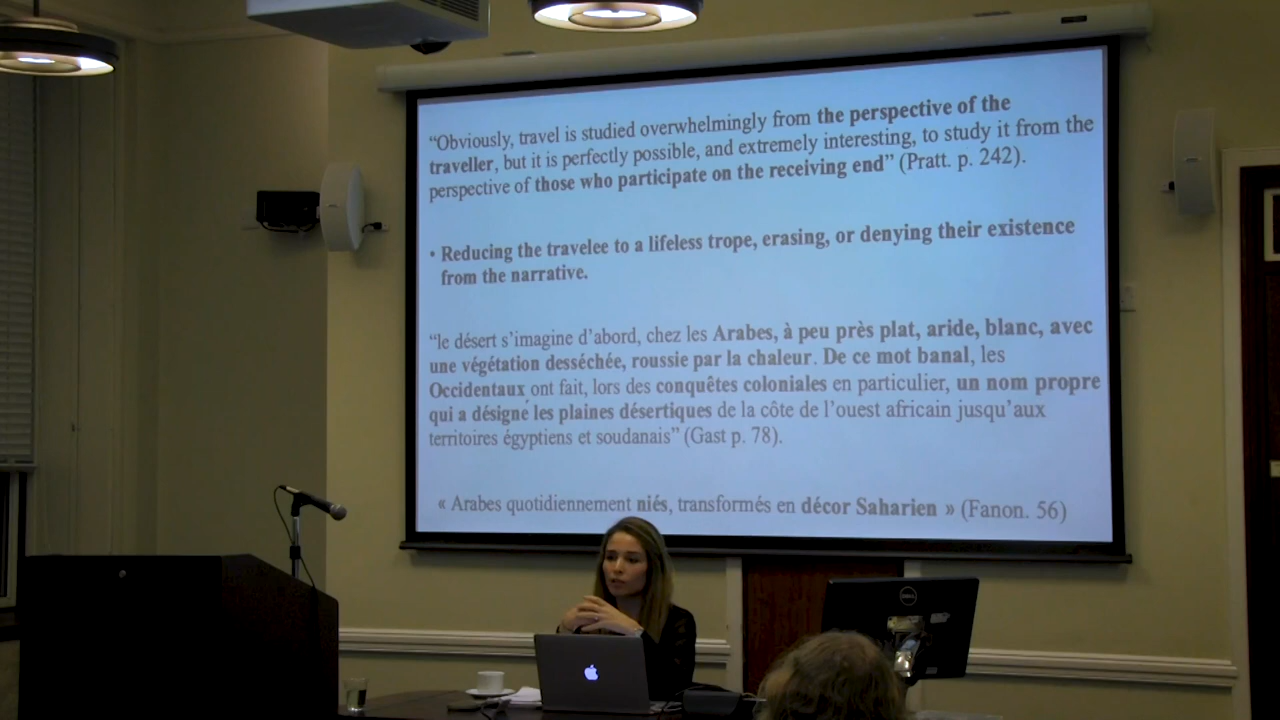 “Obviously, travel is studied overwhelmingly from the perspective of the
traveller, but it is perfectly possible, and extremely interesting, to study it from the
perspective of those who participate on the receiving end” (Pratt. p. 242).
• Reducing the travelee to a lifeless trope, erasing, or denying their existence
from the narrative.
“le désert s’imagine d’abord, chez les Arabes, à peu près plat, aride, blanc, avec
une végétation desséchée, roussie par la chaleur. De ce mot banal, les
Occidentaux ont fait, lors des conquêtes coloniales en particulier, un nom propre
qui a désigné les plaines désertiques de la côte de l’ouest africain jusqu’aux
territoires égyptiens et soudanais” (Gast p. 78).
« Arabes quotidiennement niés, transformés en décor Saharien » (Fanon. 56)
DELL